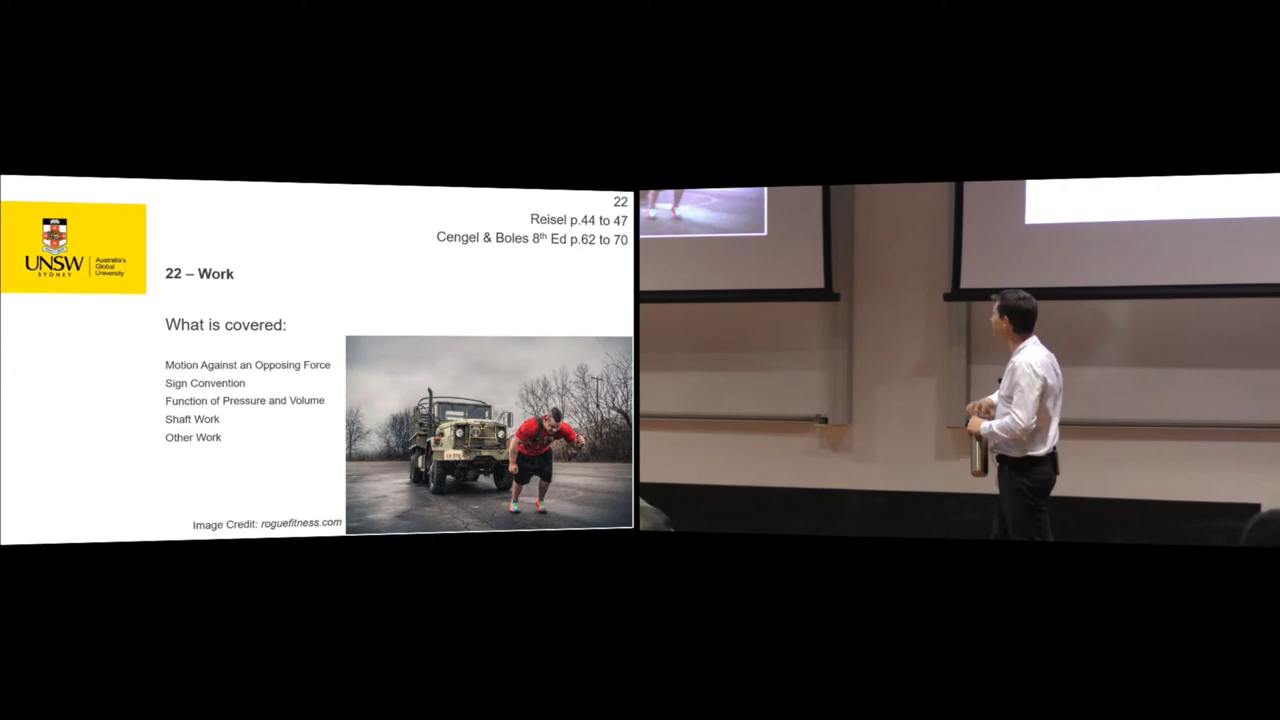 UNSW
SYDNEY
Australia's
Global
University
22
Reisel p.44 to 47
Cengel & Boles 8th Ed p.62 to 70
22 – Work
What is covered:
Motion Against an Opposing Force
Sign Convention
Function of Pressure and Volume
Shaft Work
Other Work
Image Credit: roguefitness.com